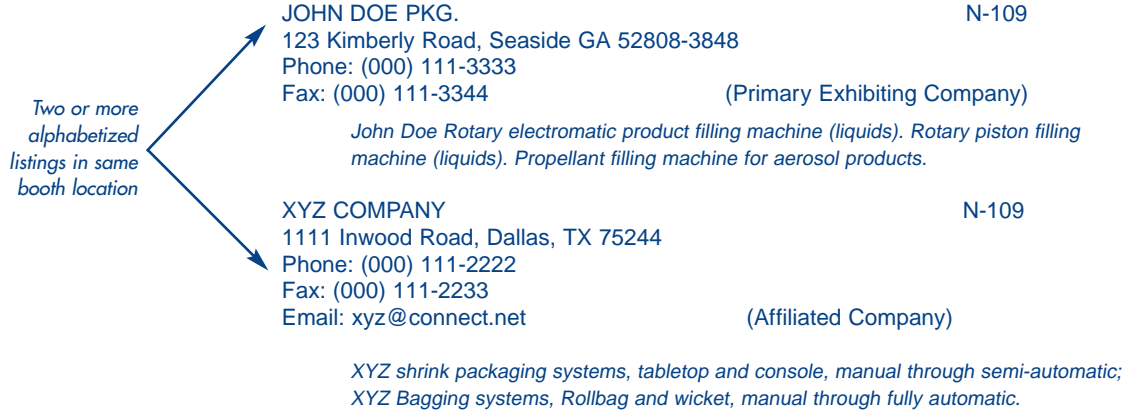 Two or more
alphabetized
listings in same
booth location
JOHN DOE PKG. N-109
123 Kimberly Road, Seaside GA 52808-3848
Phone: (000) 111-3333
Fax: (000) 111-3344 (Primary Exhibiting Company)
John Doe Rotary electromatic product filling machine (liquids). Rotary piston filling
machine (liquids). Propellant filling machine for aerosol products.
XYZ COMPANY N-109
1111 Inwood Road, Dallas, TX 75244
Phone: (000) 111-2222
Fax: (000) 111-2233
Email: xyz@connect.net (Affiliated Company)
XYZ shrink packaging systems, tabletop and console, manual through semi-automatic;
XYZ Bagging systems, Rollbag and wicket, manual through fully automatic.